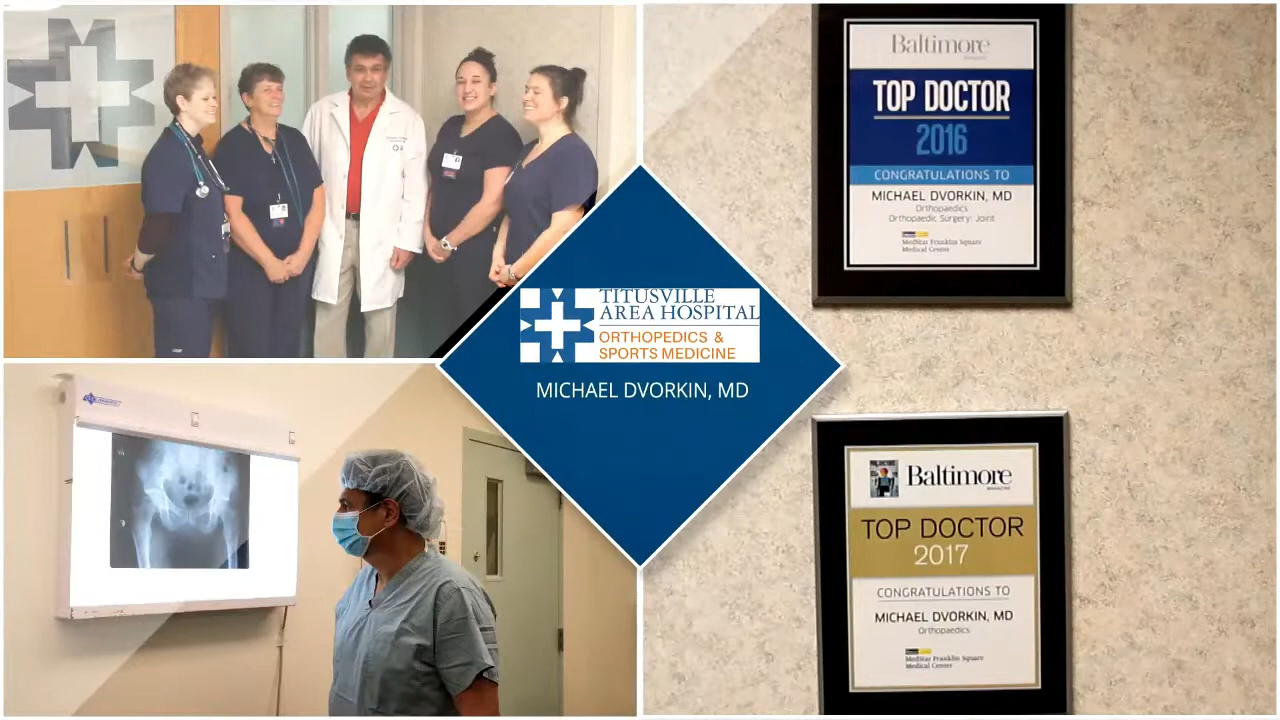 Baltimore
TOP DOCTOR
2016
CONGRATULATIONS TO
MICHAEL DVORKIN, MD
Orthopaedics
Orthopaedic Surgery: Joint
MedStar Franklin Square
Medical Center
TITUSVILLE
AREA HOSPITAL
ORTHOPEDICS &
SPORTS MEDICINE
MICHAEL DVORKIN, MD
Baltimore
MAGAZINE
TOP DOCTOR
2017
CONGRATULATIONS TO
MICHAEL DVORKIN, MD
Orthopaedics
MedStar Franklin Square
Medical Center